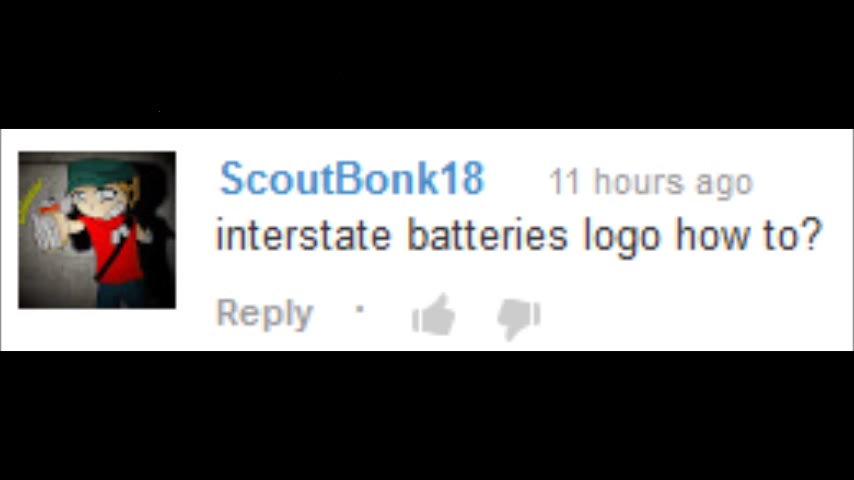 ScoutBonk18 11 hours ago
interstate batteries logo how to?
Reply ·